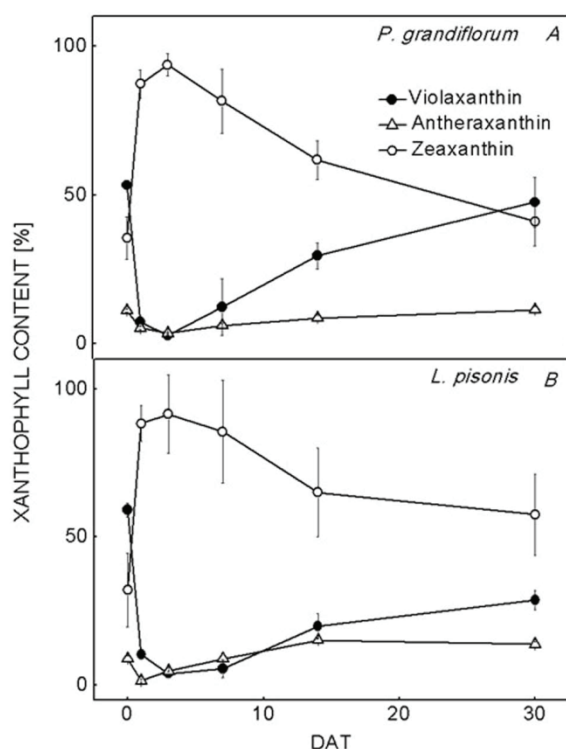 100
P. grandiflorum A
Violaxanthin
Antheraxanthin
Zeaxanthin
50
0
XANTHOPHYLL CONTENT [%]
L. pisonis B
100
50
0
0 10 20 30
DAT